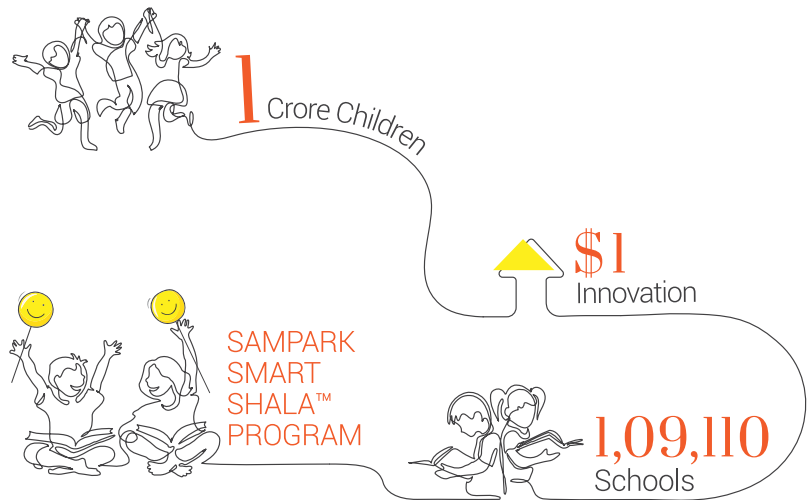 1 Crore Children
$1
Innovation
SAMPARK
SMART
SHALA™
PROGRAM
1,09,110
Schools